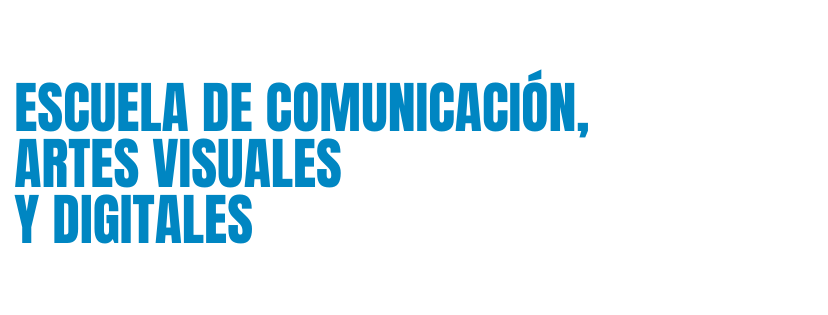 ESCUELA DE COMUNICACIÓN,
ARTES VISUALES
Y DIGITALES